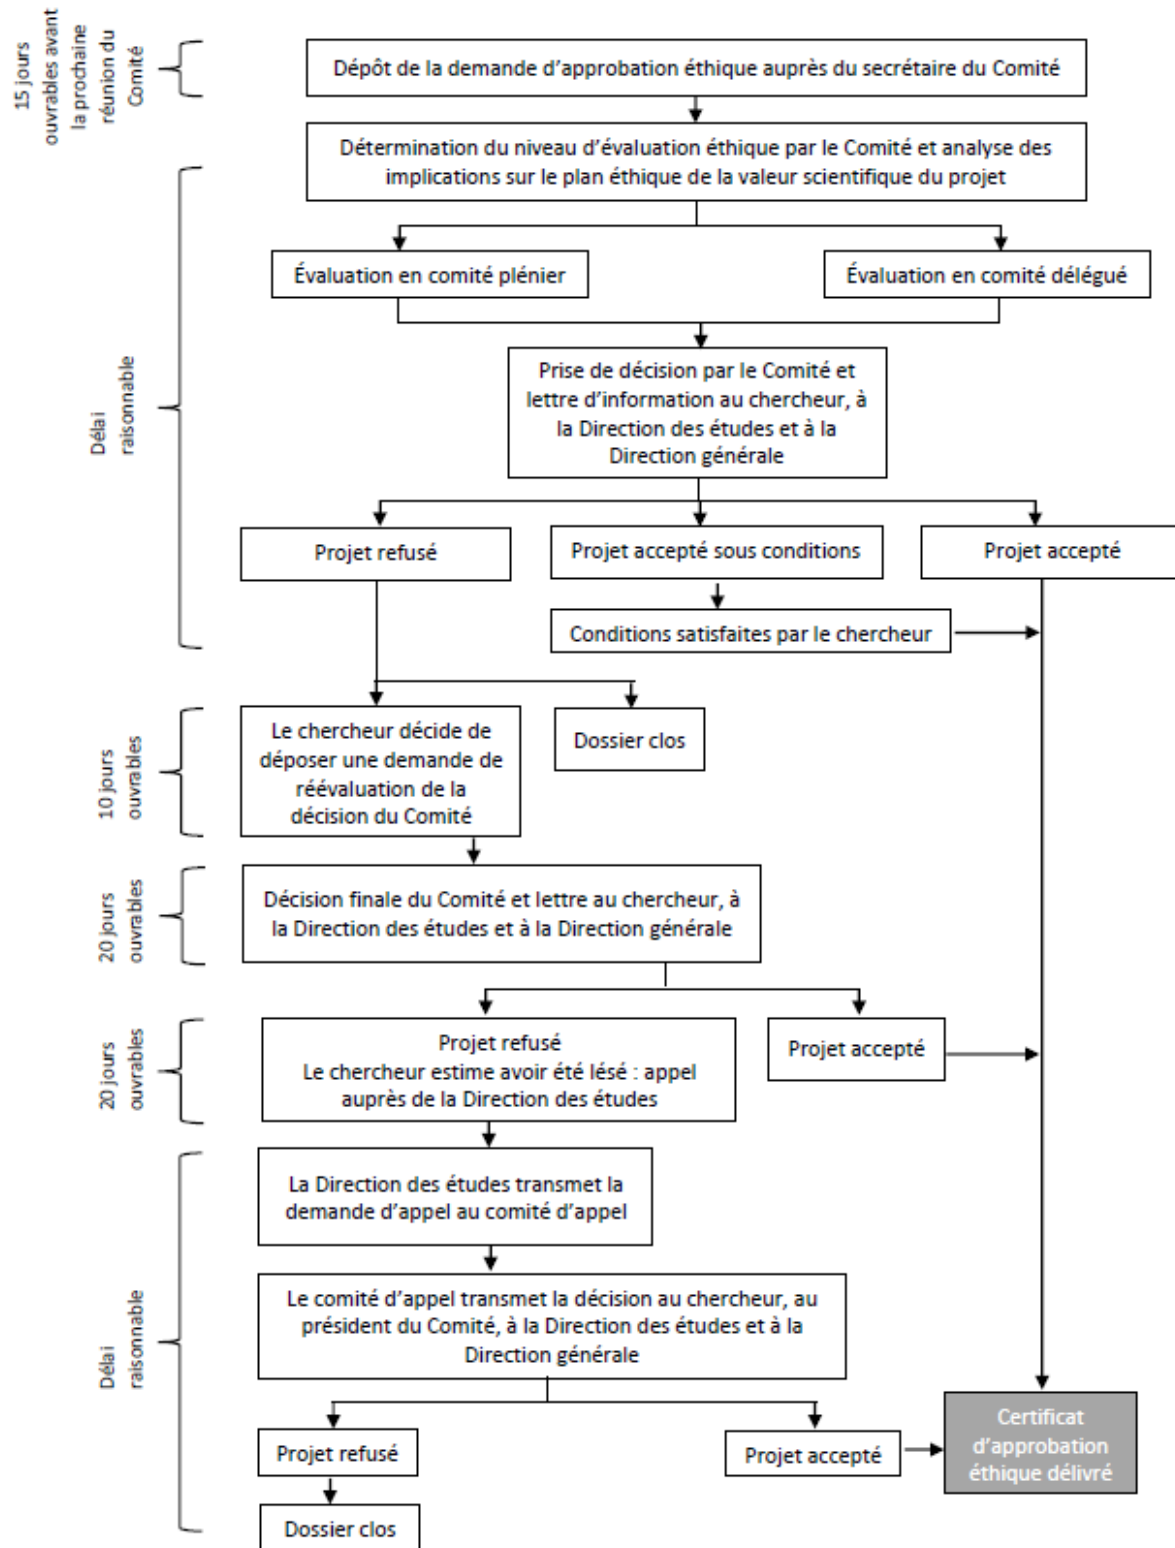 15 jours
ouvrables avant
la prochaine
réunion du
Comité
Dépôt de la demande d’approbation éthique auprès du secrétaire du Comité
Détermination du niveau d’évaluation éthique par le Comité et analyse des
implications sur le plan éthique de la valeur scientifique du projet
Évaluation en comité plénier
Évaluation en comité délégué
Délai
raisonnable
Prise de décision par le Comité et
lettre d’information au chercheur, à
la Direction des études et à la
Direction générale
Projet refusé
Projet accepté sous conditions
Projet accepté
Conditions satisfaites par le chercheur
10 jours
ouvrables
Le chercheur décide de
déposer une demande de
réévaluation de la
décision du Comité
Dossier clos
20 jours
ouvrables
Décision finale du Comité et lettre au chercheur, à
la Direction des études et à la Direction générale
20 jours
ouvrables
Projet refusé
Le chercheur estime avoir été lésé : appel
auprès de la Direction des études
Projet accepté
Délai
raisonnable
La Direction des études transmet la
demande d’appel au comité d’appel
Le comité d’appel transmet la décision au chercheur, au
président du Comité, à la Direction des études et à la
Direction générale
Projet refusé
Projet accepté
Certificat
d’approbation
éthique délivré
Dossier clos